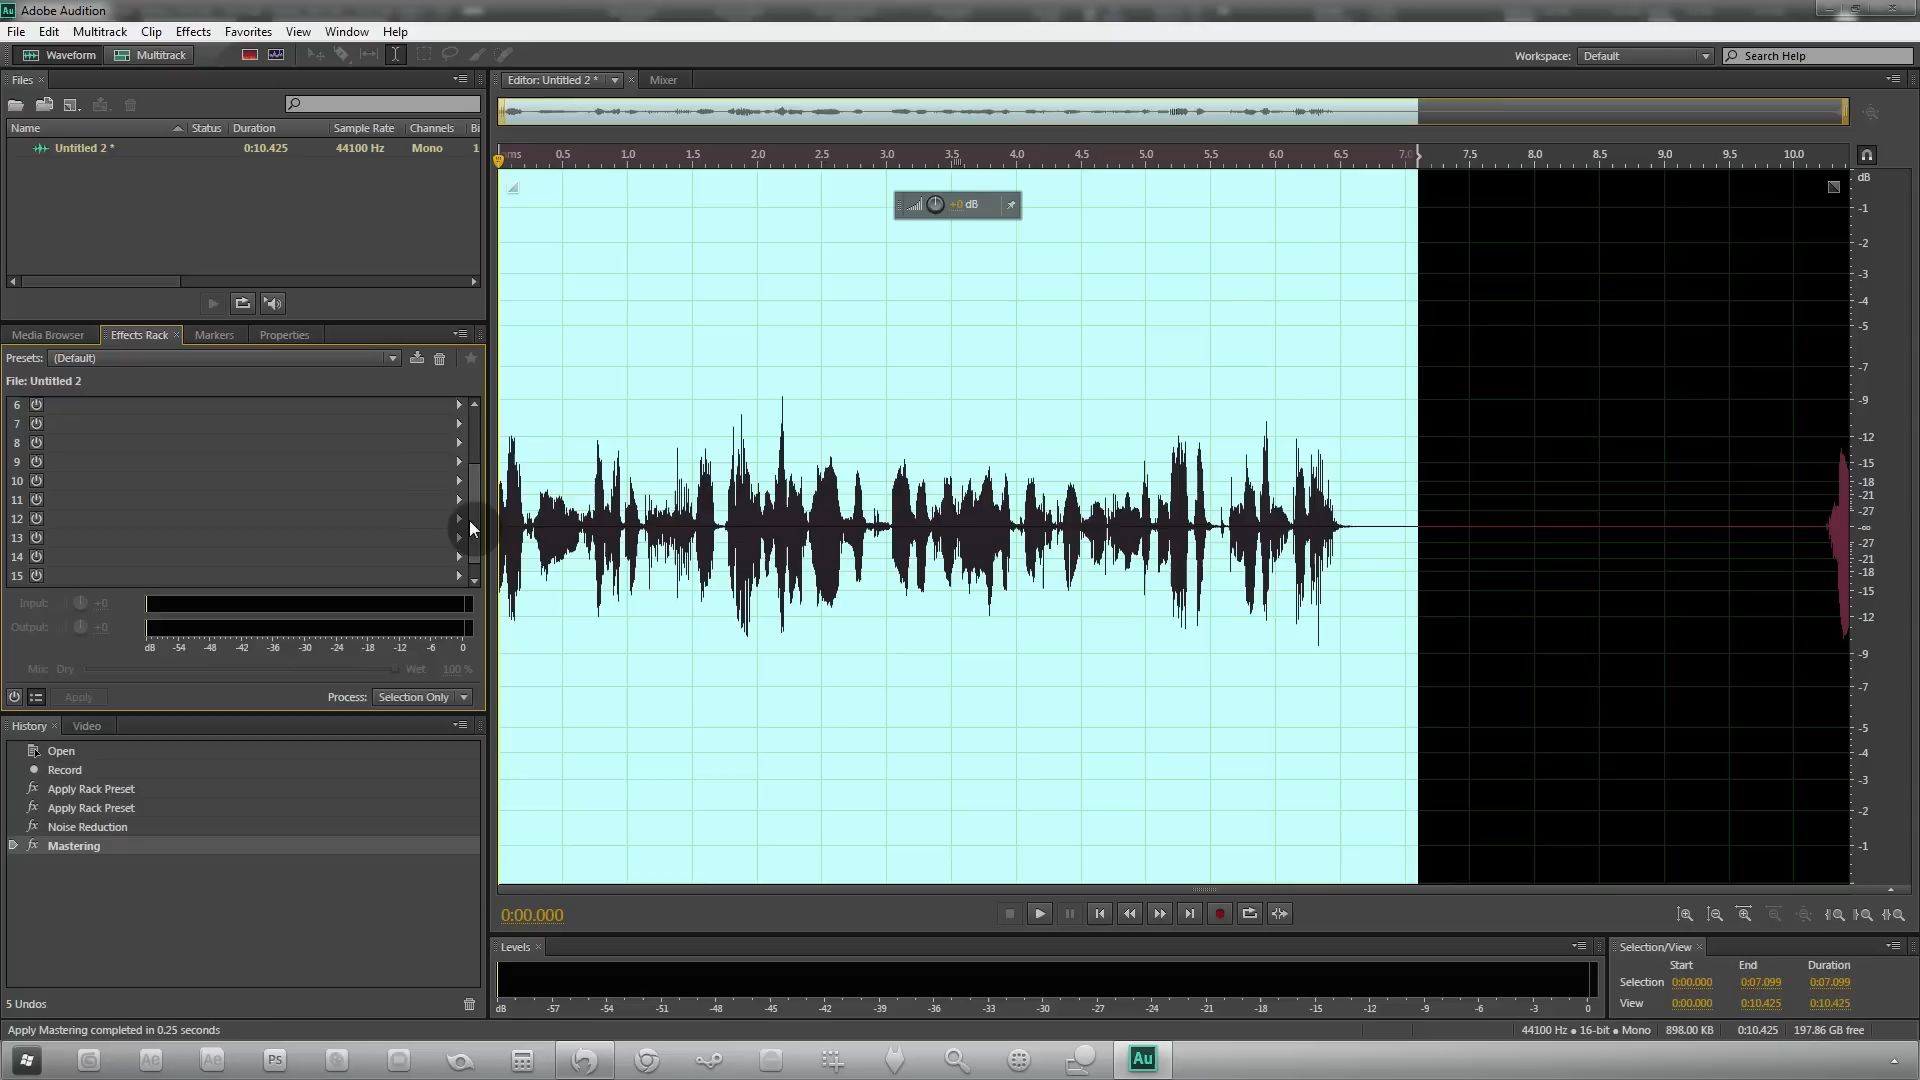 Au Adobe Audition
File Edit Multitrack Clip Effects Favorites View Window Help
Waveform Multitrack Workspace: Default Search Help
Files Editor: Untitled 2 * Mixer
Name Status Duration Sample Rate Channels Bi
Untitled 2 * 0:10.425 44100 Hz Mono 1
ms 0.5 1.0 1.5 2.0 2.5 3.0 3.5 4.0 4.5 5.0 5.5 6.0 6.5 7.0 7.5 8.0 8.5 9.0 9.5 10.0
+0 dB
dB
-1
-2
-3
-4
-5
-7
-9
-12
-15
-18
-21
-27
-∞
-27
-21
-18
-15
-12
-9
-7
-5
-4
-3
-2
-1
Media Browser Effects Rack Markers Properties
Presets: (Default)
File: Untitled 2
6
7
8
9
10
11
12
13
14
15
Input: +0
Output: +0
dB -54 -48 -42 -36 -30 -24 -18 -12 -6 0
Mix: Dry Wet 100 %
Apply Process: Selection Only
History Video
Open
Record
Apply Rack Preset
Apply Rack Preset
Noise Reduction
Mastering
5 Undos
0:00.000
Levels
dB -57 -54 -51 -48 -45 -42 -39 -36 -33 -30 -27 -24 -21 -18 -15 -12 -9 -6 -3 0
Selection/View
Start End Duration
Selection 0:00.000 0:07.099 0:07.099
View 0:00.000 0:10.425 0:10.425
Apply Mastering completed in 0.25 seconds 44100 Hz • 16-bit • Mono 898.00 KB 0:10.425 197.86 GB free
Ae Ae Ps Au